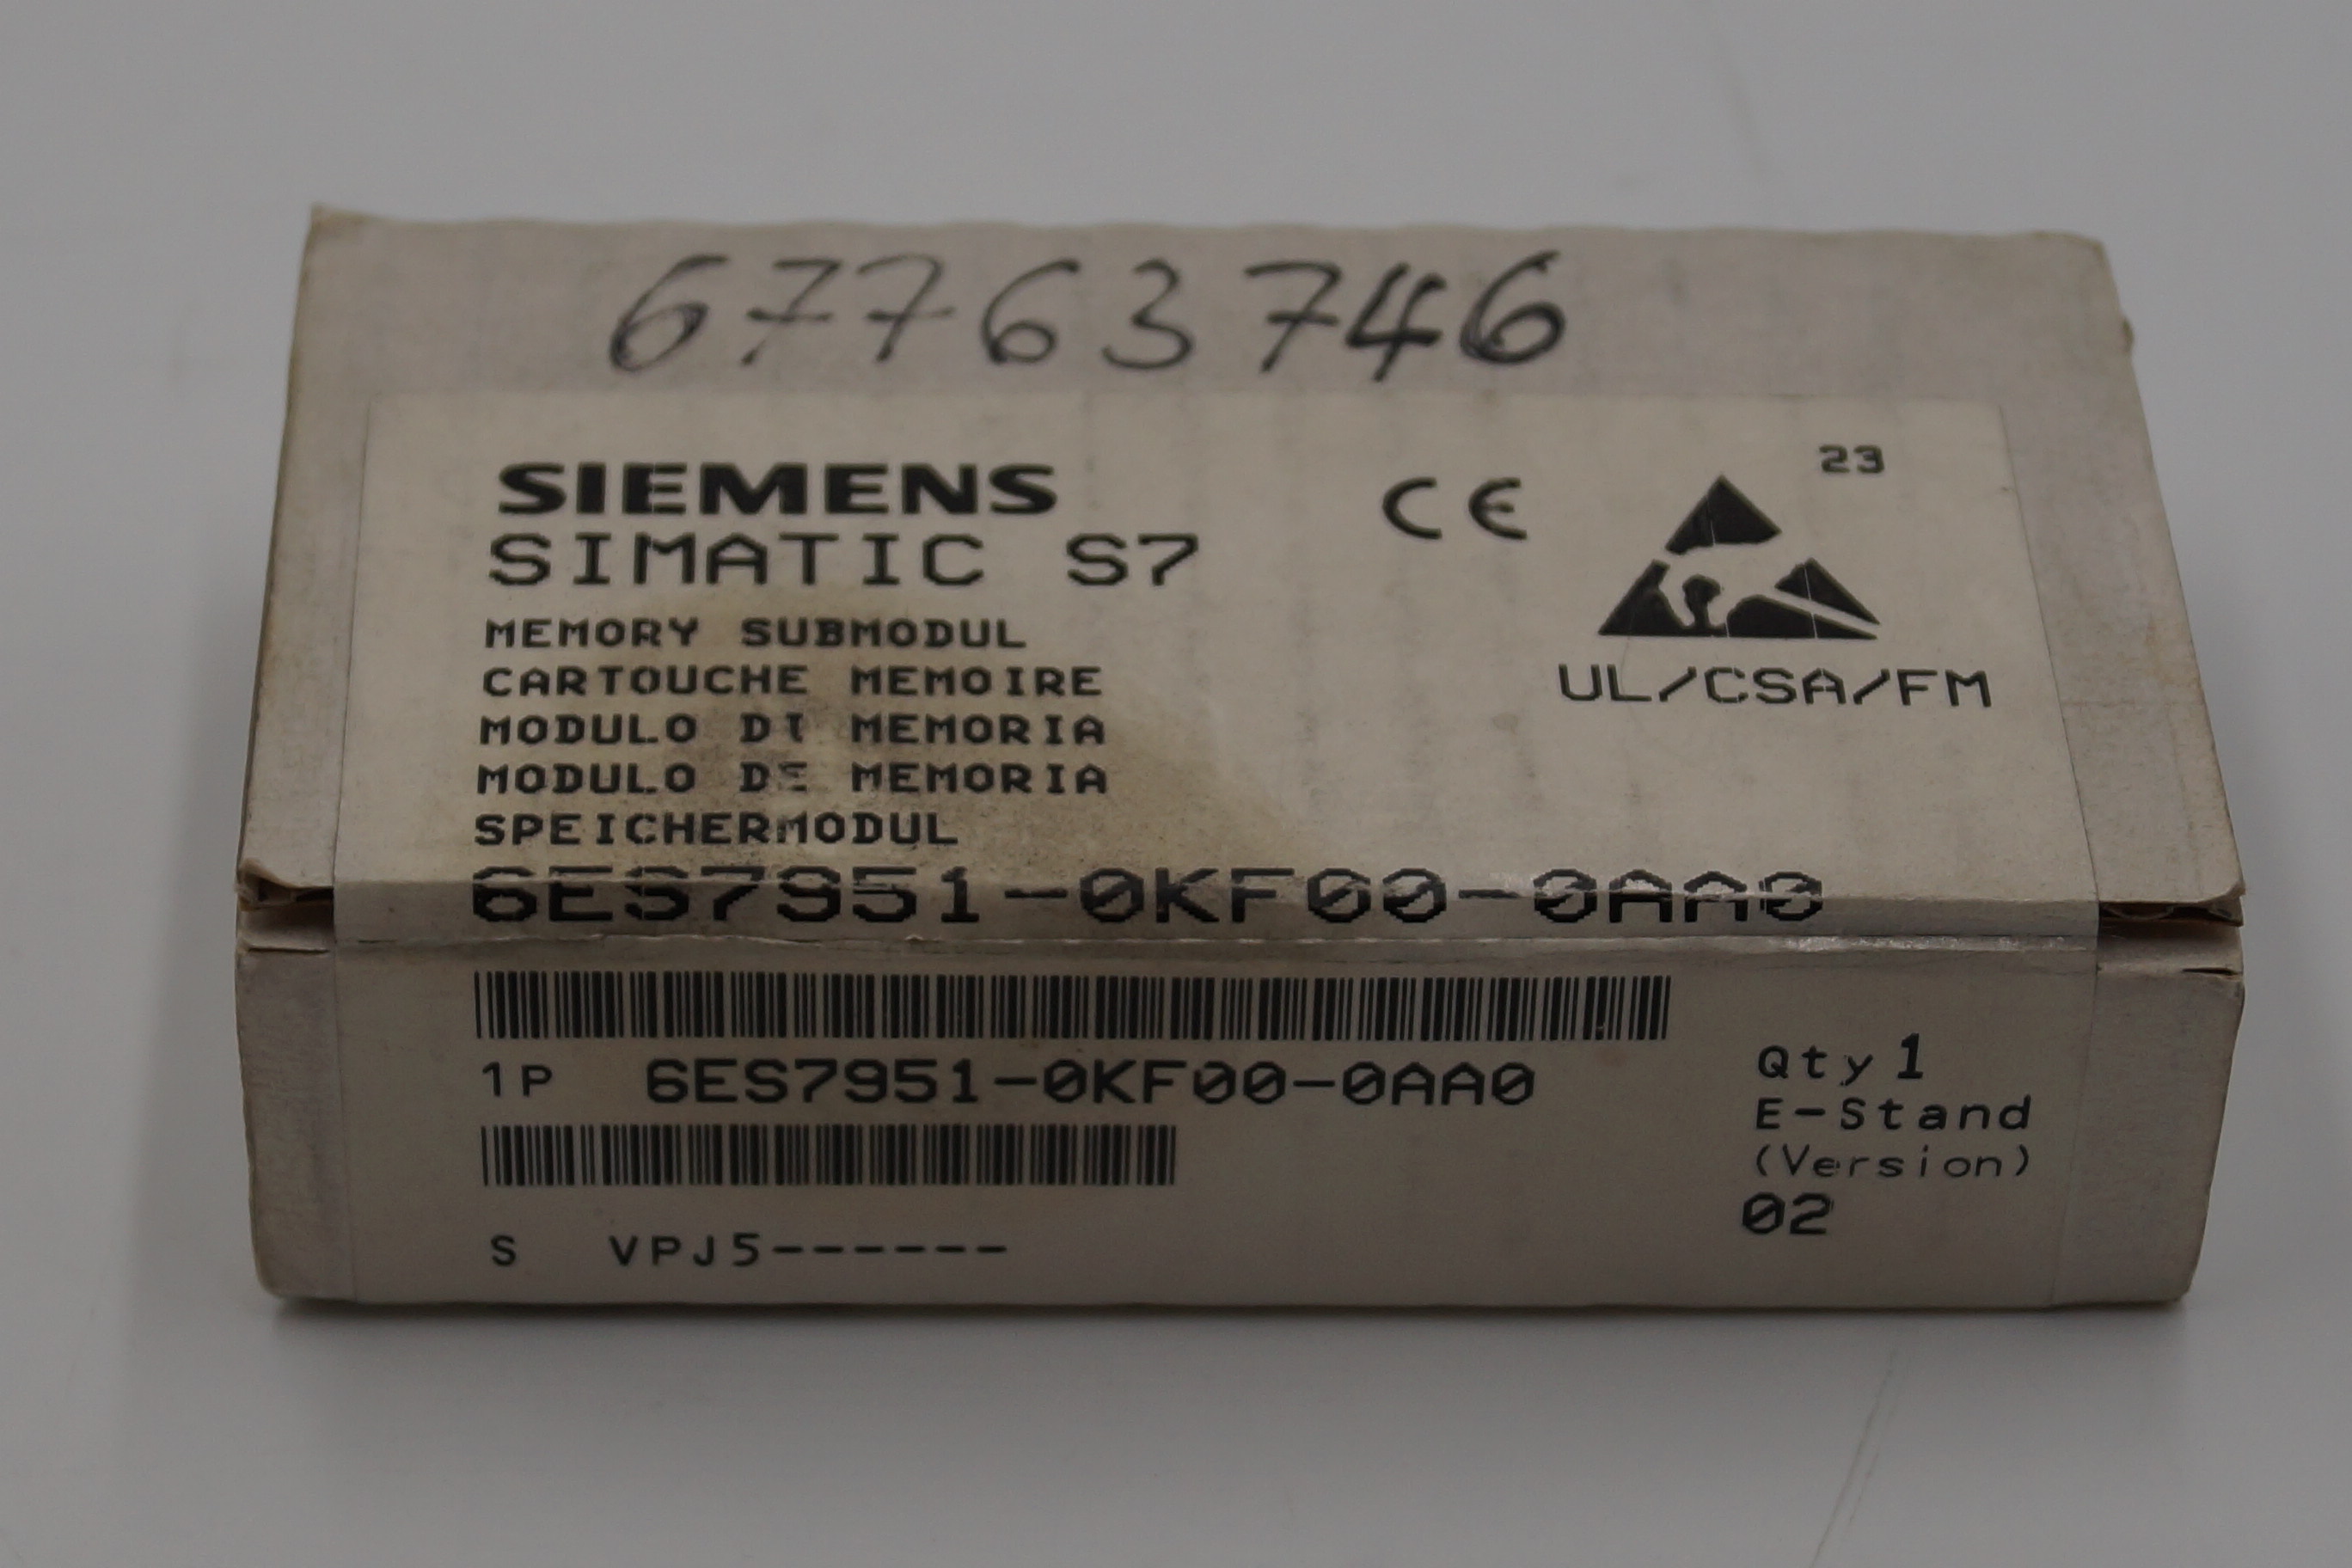 67763746
23
SIEMENS CE
SIMATIC S7
MEMORY SUBMODUL
CARTOUCHE MEMOIRE
UL/CSA/FM
MODULO DI MEMORIA
MODULO DE MEMORIA
SPEICHERMODUL
6ES7951-0KF00-0AA0
1P 6ES7951-0KF00-0AA0
Qty 1
E-Stand
(Version)
02
S VPJ5------